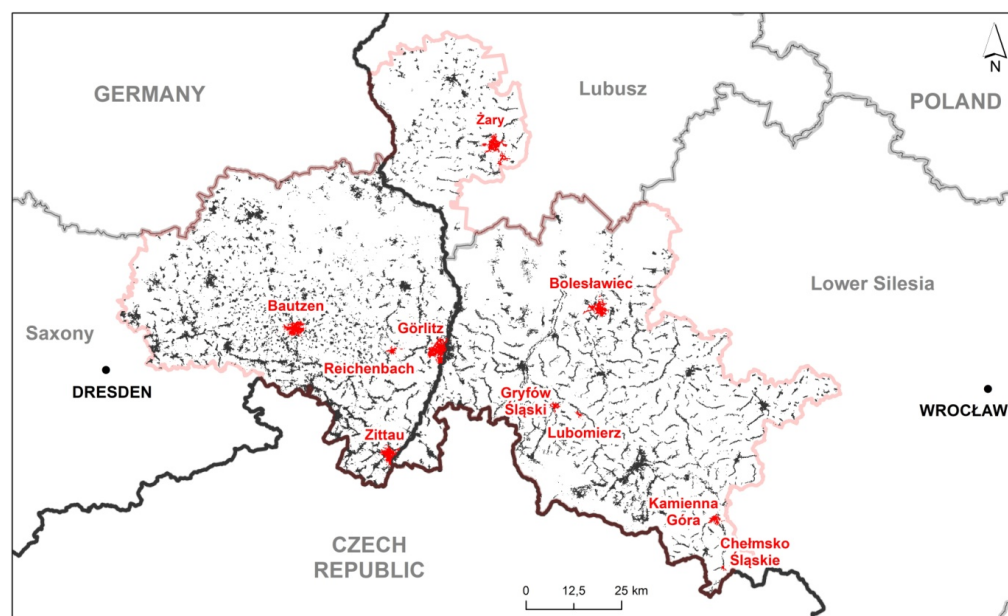 N
GERMANY
Lubusz
POLAND
Żary
Bolesławiec
Lower Silesia
Bautzen
Görlitz
Saxony
Reichenbach
DRESDEN
Gryfów
Śląski
WROCŁAW
Lubomierz
Zittau
Kamienna
Góra
CZECH
REPUBLIC
Chełmsko
Śląskie
0 12,5 25 km